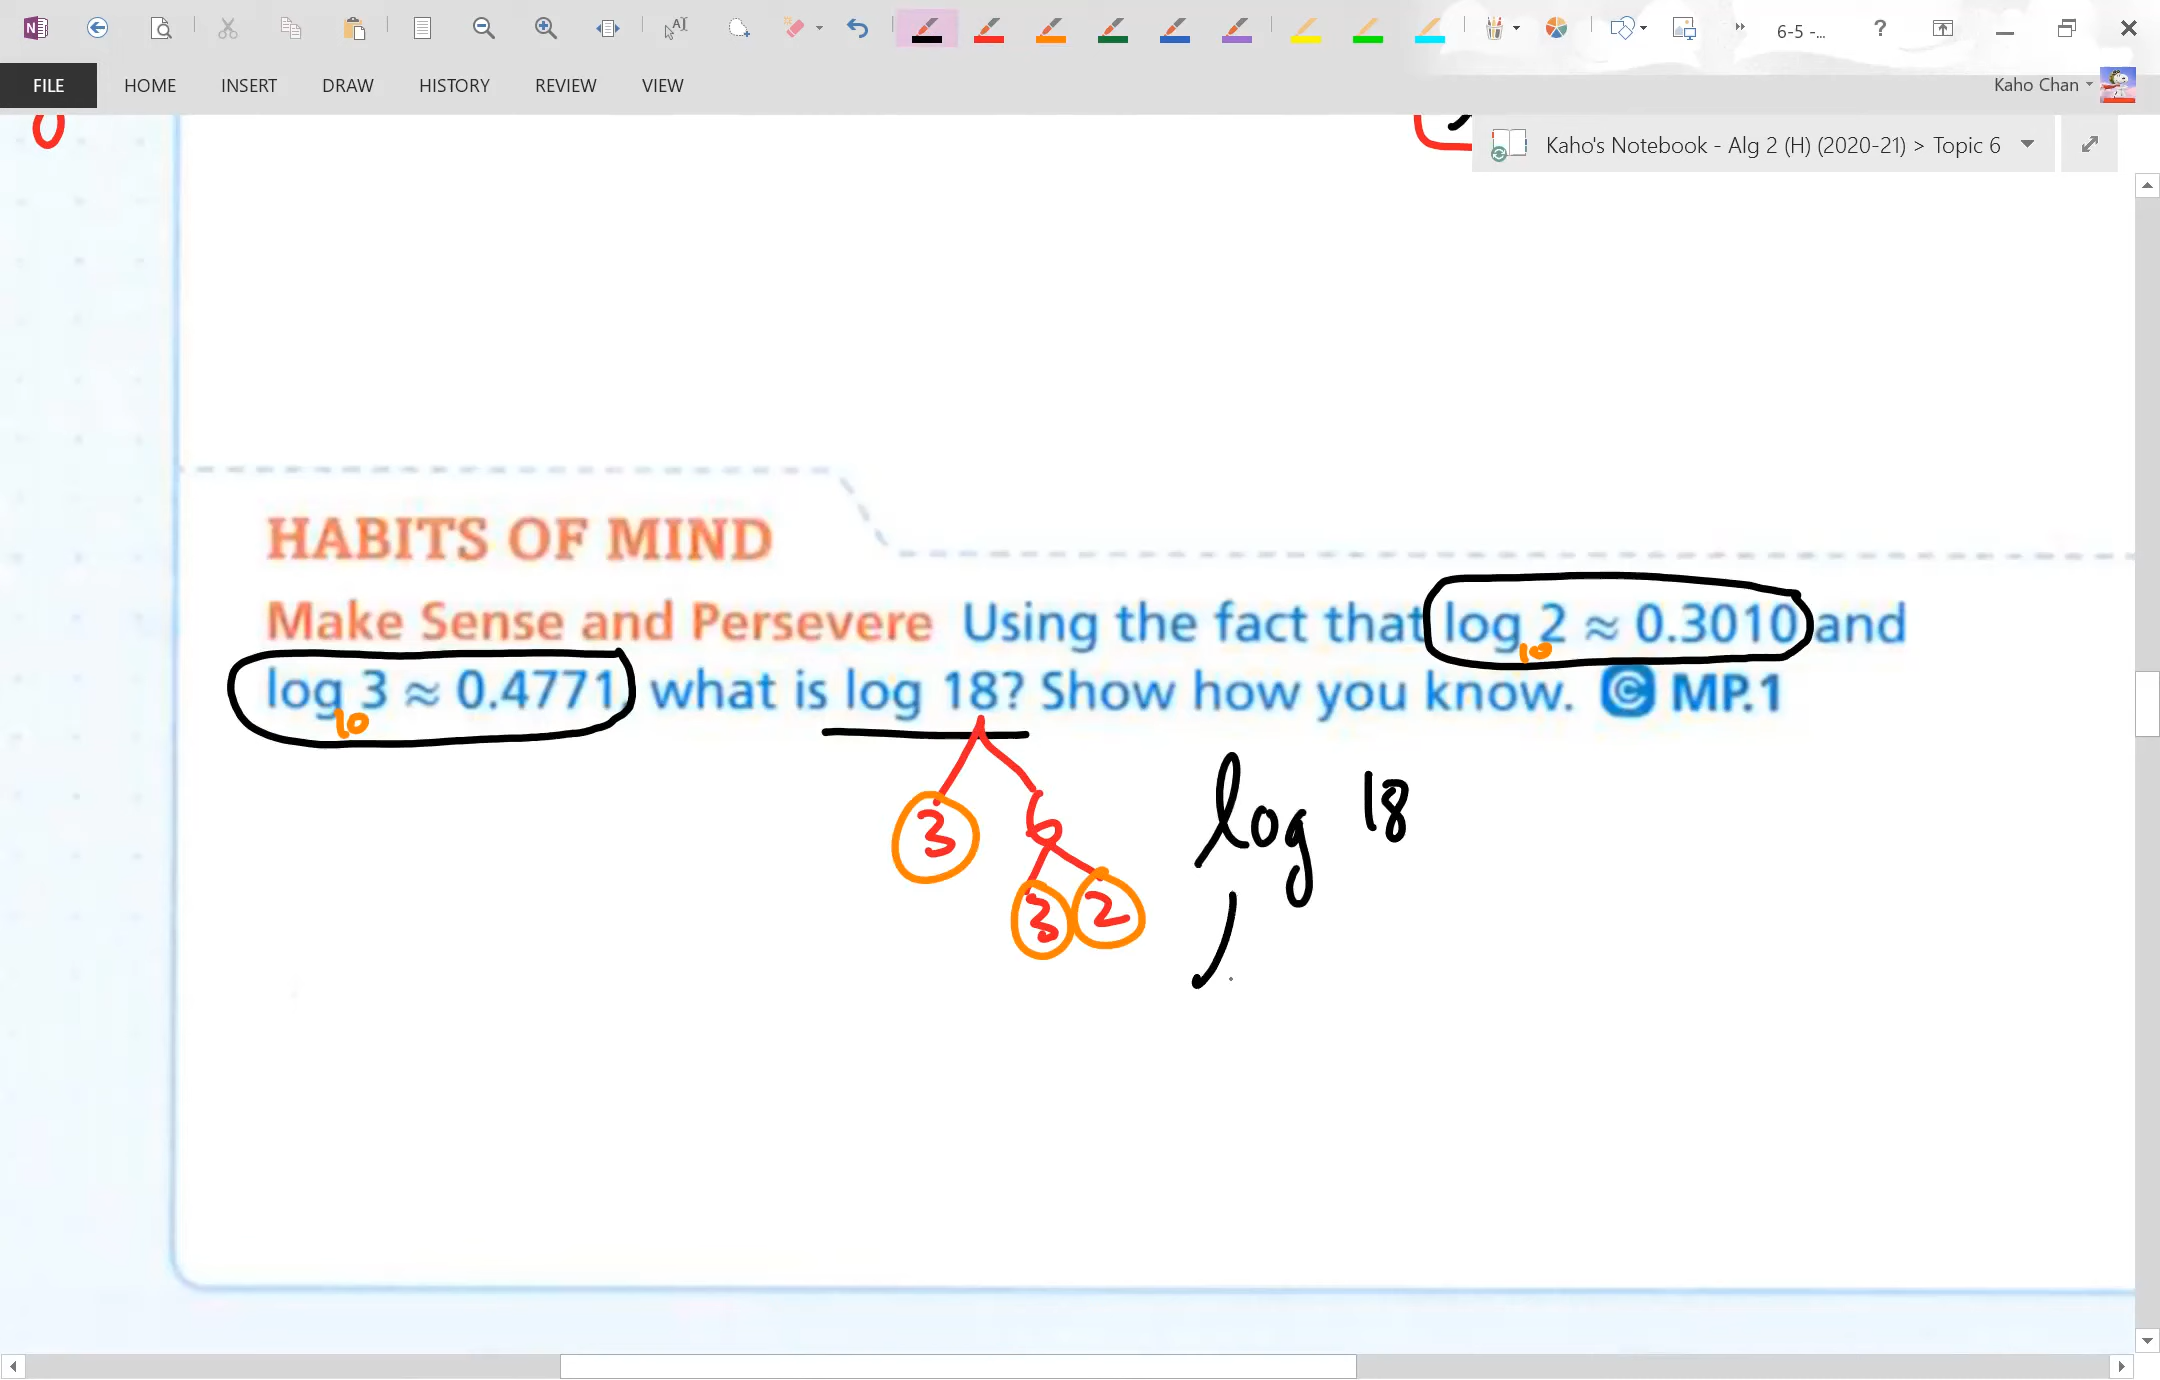 6-5 -...
FILE HOME INSERT DRAW HISTORY REVIEW VIEW Kaho Chan
0
Kaho's Notebook - Alg 2 (H) (2020-21) > Topic 6
HABITS OF MIND
Make Sense and Persevere Using the fact that log 2 ≈ 0.3010 and
10
log 3 ≈ 0.4771, what is log 18? Show how you know. © MP.1
10
log 18
3 6
3 2